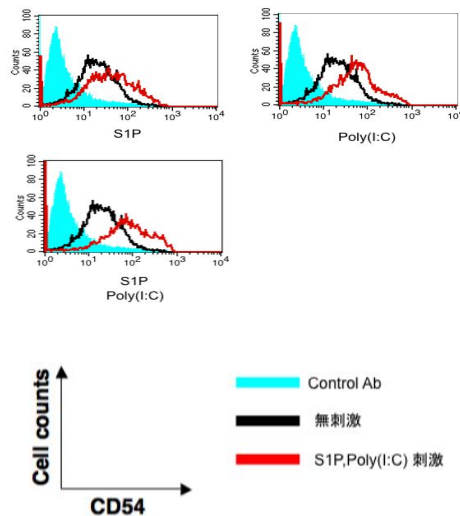 Counts
0 20 40 60 80 100
10⁰ 10¹ 10² 10³ 10⁴
S1P
Counts
0 20 40 60 80 100
10⁰ 10¹ 10² 10³
Poly(I:C)
Counts
0 20 40 60 80 100
10⁰ 10¹ 10² 10³ 10⁴
S1P
Poly(I:C)
Cell counts
CD54
Control Ab
無刺激
S1P,Poly(I:C) 刺激